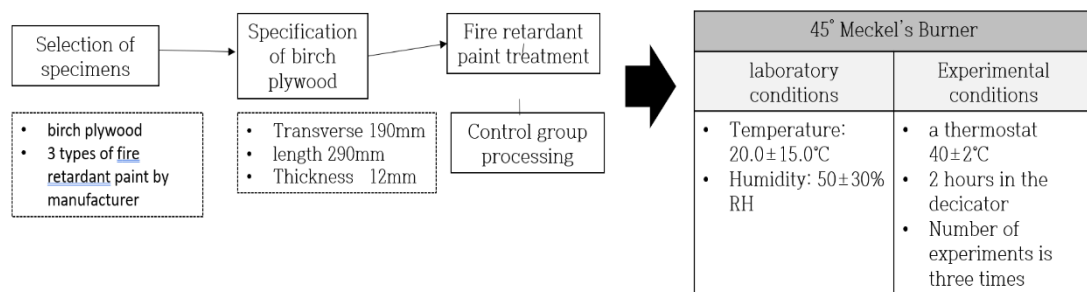 Selection of
specimens
• birch plywood
• 3 types of fire
retardant paint by
manufacturer
Specification
of birch
plywood
• Transverse 190mm
• length 290mm
• Thickness 12mm
Fire retardant
paint treatment
Control group
processing
45° Meckel's Burner
laboratory
conditions
Experimental
conditions
• Temperature:
20.0±15.0℃
• Humidity: 50±30%
RH
• a thermostat
40±2℃
• 2 hours in the
decicator
• Number of
experiments is
three times